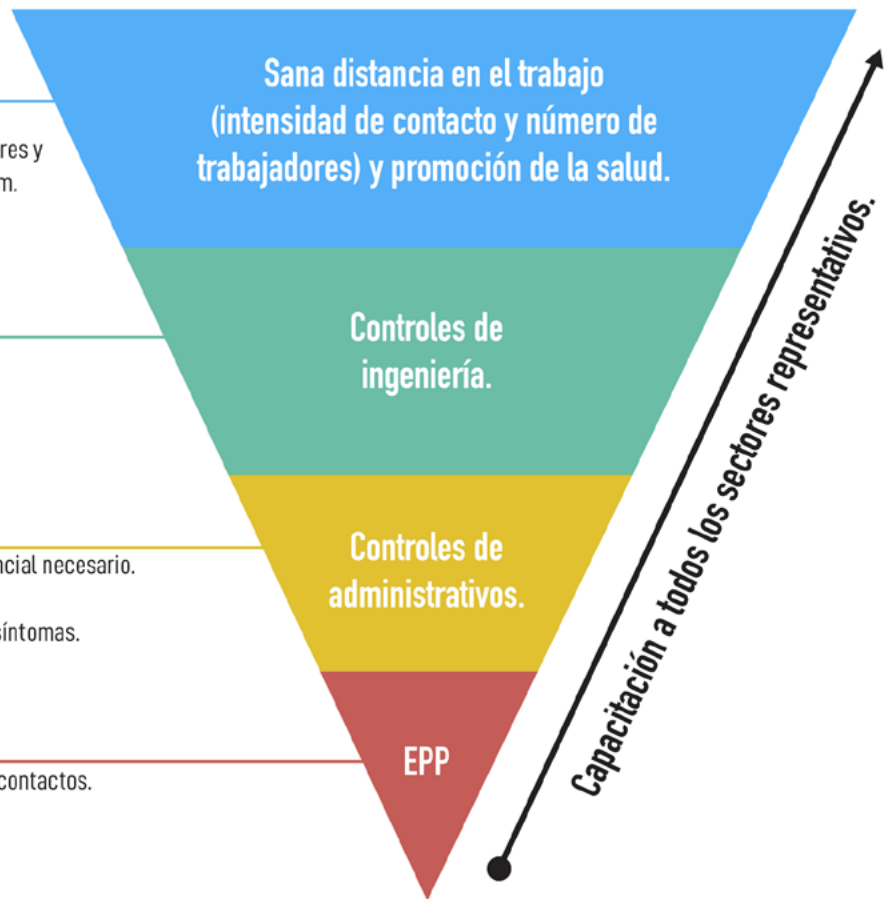 Sana distancia en el trabajo
(intensidad de contacto y número de
trabajadores) y promoción de la salud.
res y
m.
Controles de
ingeniería.
Controles de
administrativos.
ncial necesario.
síntomas.
EPP
contactos.
Capacitación a todos los sectores representativos.